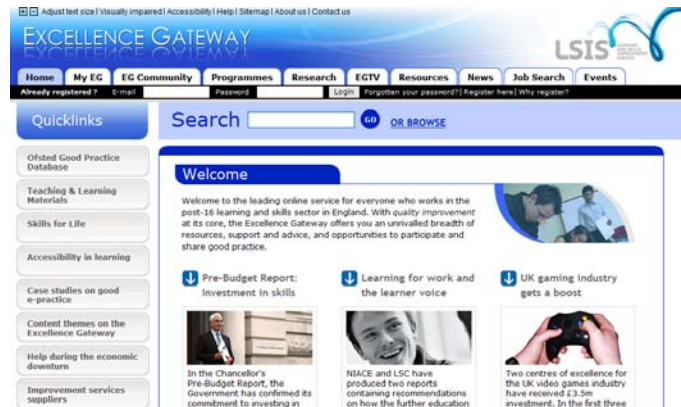 Adjust text size | Visually impaired | Accessibility | Help | Sitemap | About us | Contact us
EXCELLENCE GATEWAY
LSIS
Home My EG EG Community Programmes Research EGTV Resources News Job Search Events
Already registered ? E-mail Password Login Forgotten your password? | Register here | Why register?
Quicklinks
Search GO OR BROWSE
Ofsted Good Practice
Database
Teaching & Learning
Materials
Skills for Life
Accessibility in learning
Case studies on good
e-practice
Content themes on the
Excellence Gateway
Help during the economic
downturn
Improvement services
suppliers
Welcome
Welcome to the leading online service for everyone who works in the
post-16 learning and skills sector in England. With quality improvement
at its core, the Excellence Gateway offers you an unrivalled breadth of
resources, support and advice, and opportunities to participate and
share good practice.
Pre-Budget Report:
Investment in skills
In the Chancellor's
Pre-Budget Report, the
Government has confirmed its
commitment to investing in
Learning for work and
the learner voice
NIACE and LSC have
produced two reports
containing recommendations
on how the further education
UK gaming industry
gets a boost
Two centres of excellence for
the UK video games industry
have received £3.5m
investment. In the first three